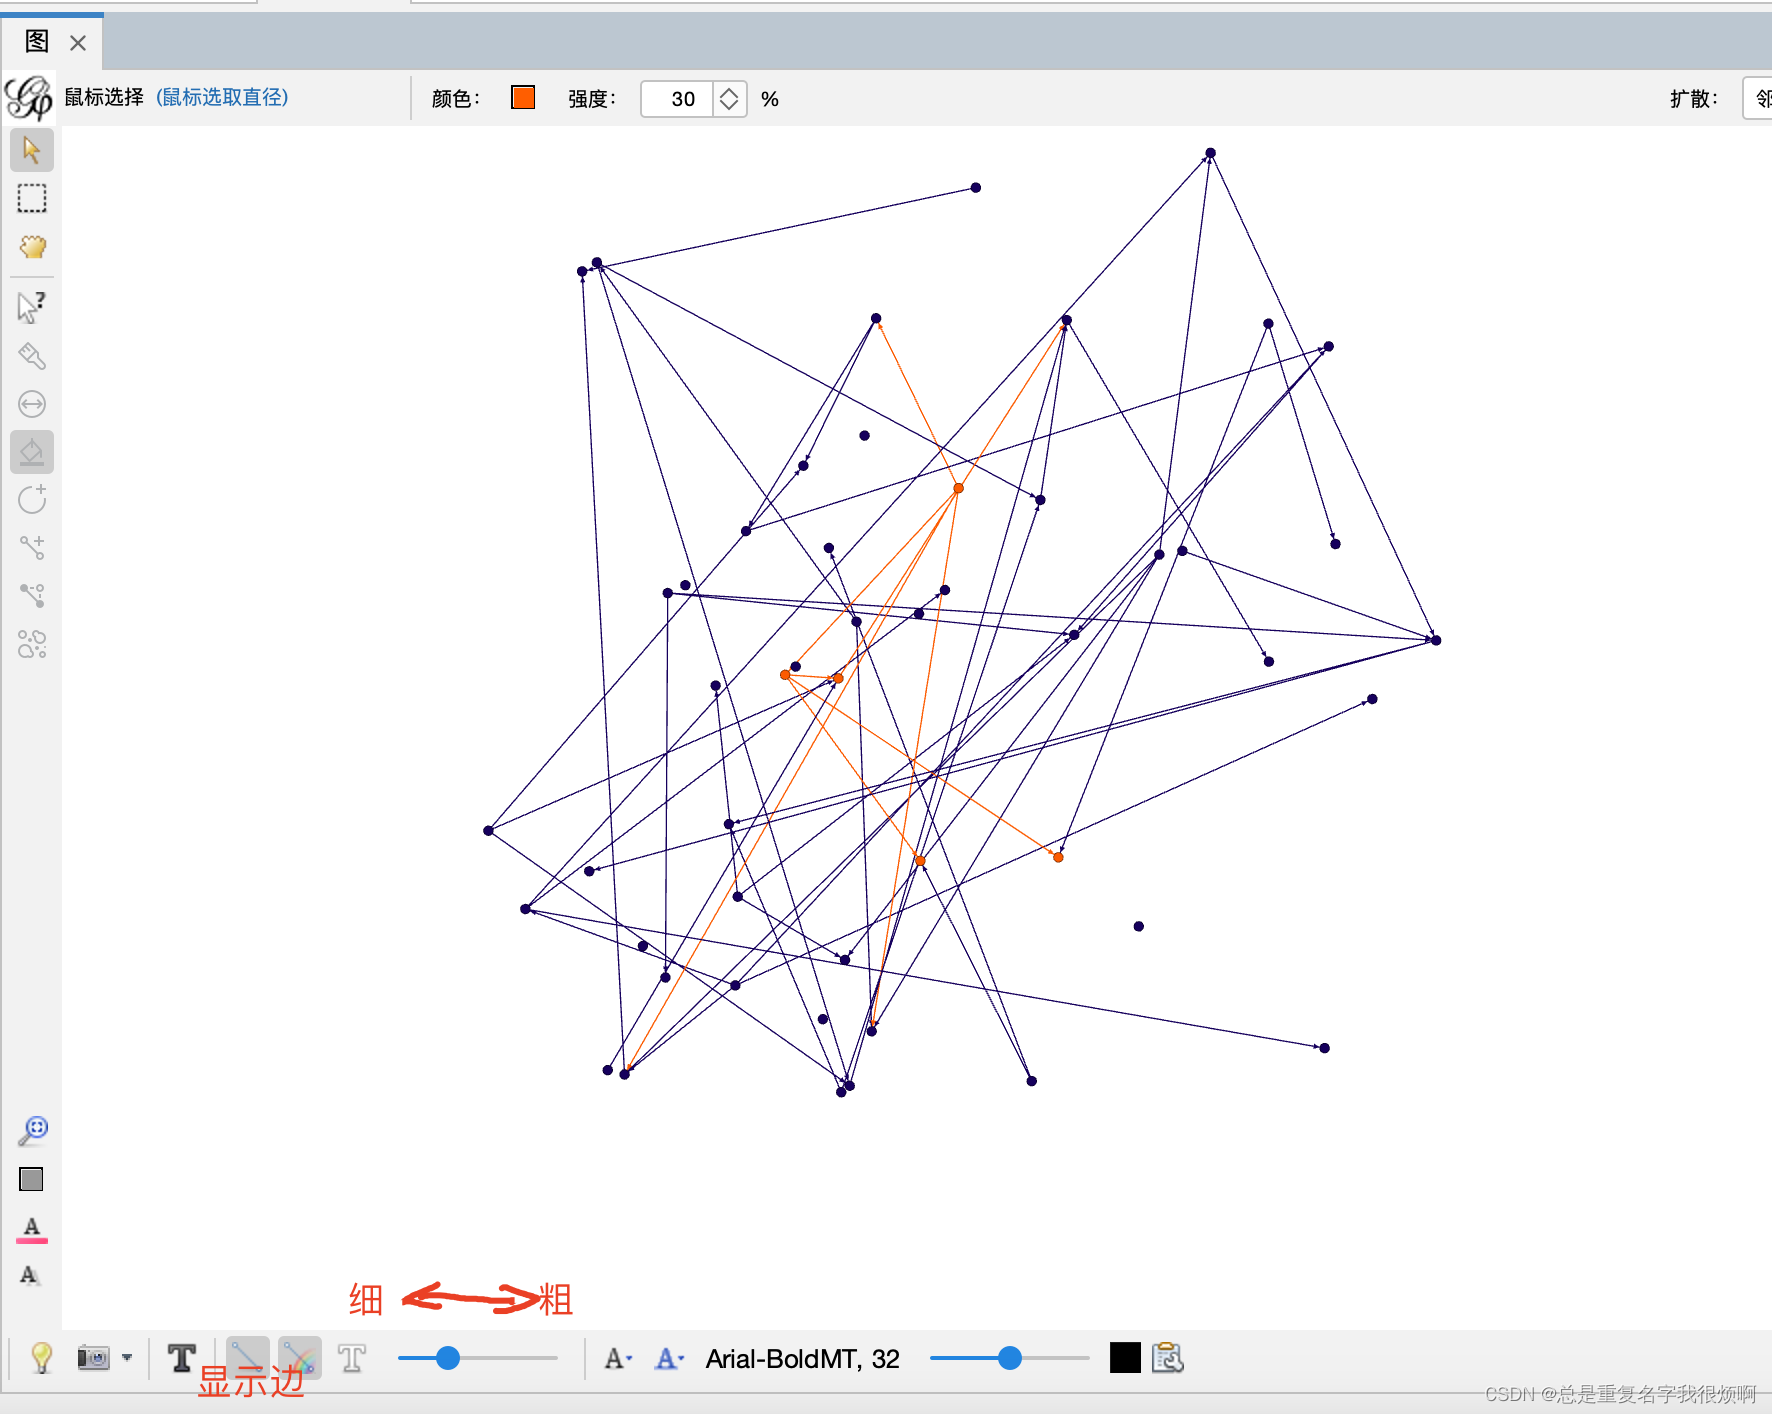 图
鼠标选择 (鼠标选取直径) 颜色: 强度: 30 % 扩散: 邻
细 粗
Arial-BoldMT, 32
显示边
CSDN @总是重复名字我很烦啊